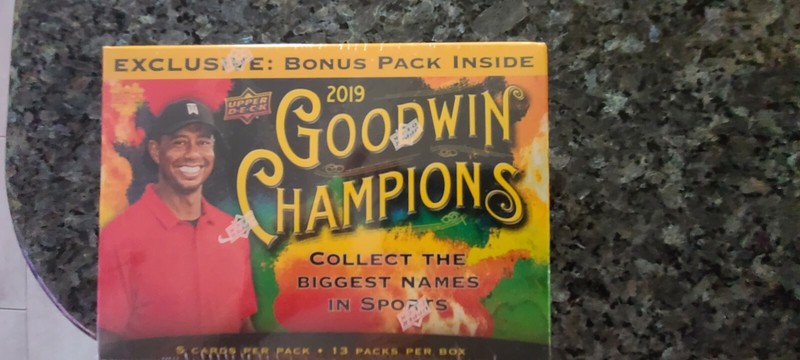 EXCLUSIVE: BONUS PACK INSIDE
UPPER
D·E·C·K
2019
GOODWIN
CHAMPIONS
TW
COLLECT THE
BIGGEST NAMES
IN SPORTS
5 CARDS PER PACK • 13 PACKS PER BOX